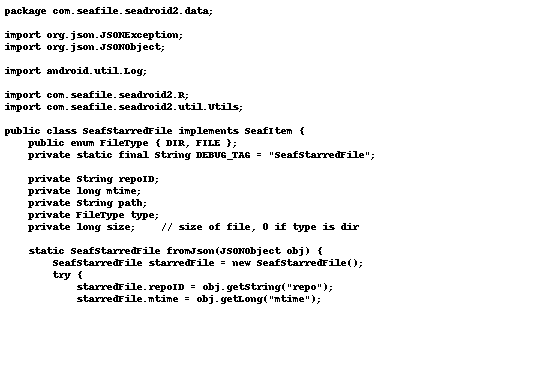 package com.seafile.seadroid2.data;

import org.json.JSONException;
import org.json.JSONObject;

import android.util.Log;

import com.seafile.seadroid2.R;
import com.seafile.seadroid2.util.Utils;

public class SeafStarredFile implements SeafItem {
    public enum FileType { DIR, FILE };
    private static final String DEBUG_TAG = "SeafStarredFile";

    private String repoID;
    private long mtime;
    private String path;
    private FileType type;
    private long size;    // size of file, 0 if type is dir

    static SeafStarredFile fromJson(JSONObject obj) {
        SeafStarredFile starredFile = new SeafStarredFile();
        try {
            starredFile.repoID = obj.getString("repo");
            starredFile.mtime = obj.getLong("mtime");